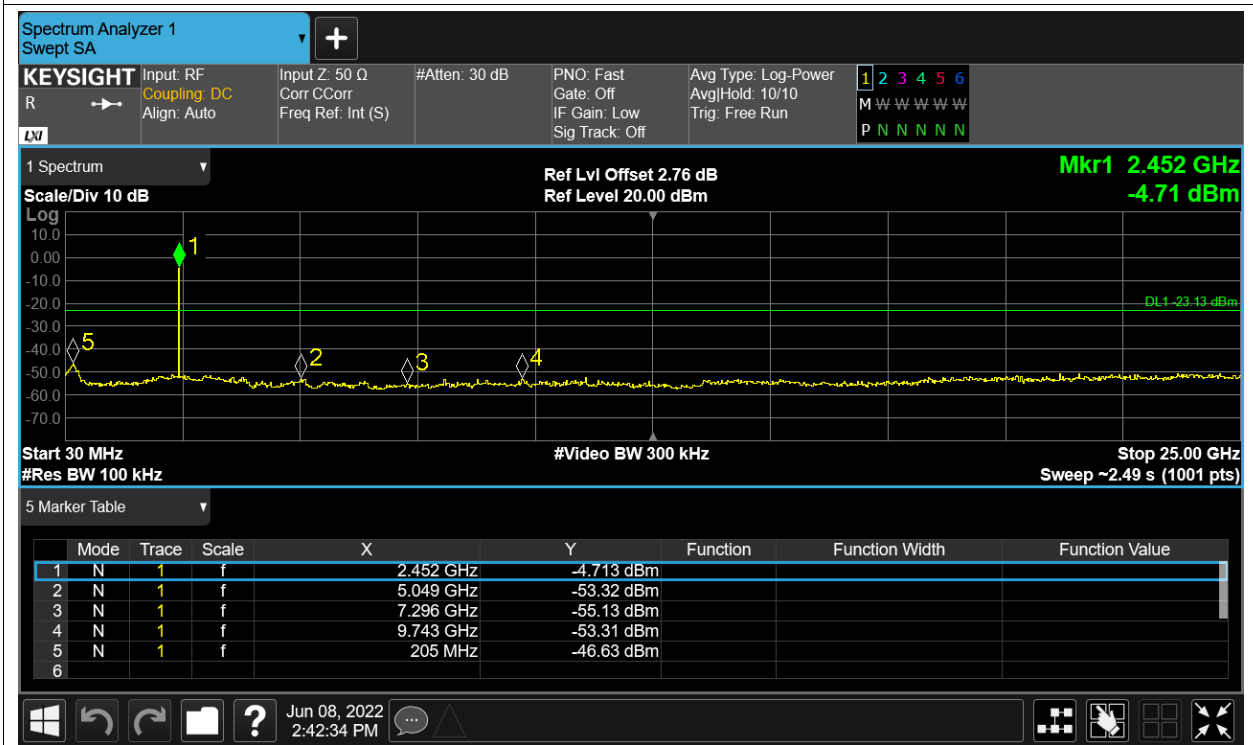 Spectrum Analyzer 1
Swept SA
+
KEYSIGHT Input: RF Input Z: 50 Ω #Atten: 30 dB PNO: Fast Avg Type: Log-Power 1 2 3 4 5 6
R Coupling: DC Corr CCorr Gate: Off Avg|Hold: 10/10 M W W W W W W
Align: Auto Freq Ref: Int (S) IF Gain: Low Trig: Free Run
LXI Sig Track: Off P N N N N N N
1 Spectrum Ref Lvl Offset 2.76 dB Mkr1 2.452 GHz
Scale/Div 10 dB Ref Level 20.00 dBm -4.71 dBm
Log
10.0 1
0.00
-10.0
-20.0 DL1 -23.13 dBm
-30.0
-40.0 5 2 3 4
-50.0
-60.0
-70.0
Start 30 MHz #Video BW 300 kHz Stop 25.00 GHz
#Res BW 100 kHz Sweep ~2.49 s (1001 pts)
5 Marker Table
Mode Trace Scale X Y Function Function Width Function Value
1 N 1 f 2.452 GHz -4.713 dBm
2 N 1 f 5.049 GHz -53.32 dBm
3 N 1 f 7.296 GHz -55.13 dBm
4 N 1 f 9.743 GHz -53.31 dBm
5 N 1 f 205 MHz -46.63 dBm
6
? Jun 08, 2022
2:42:34 PM